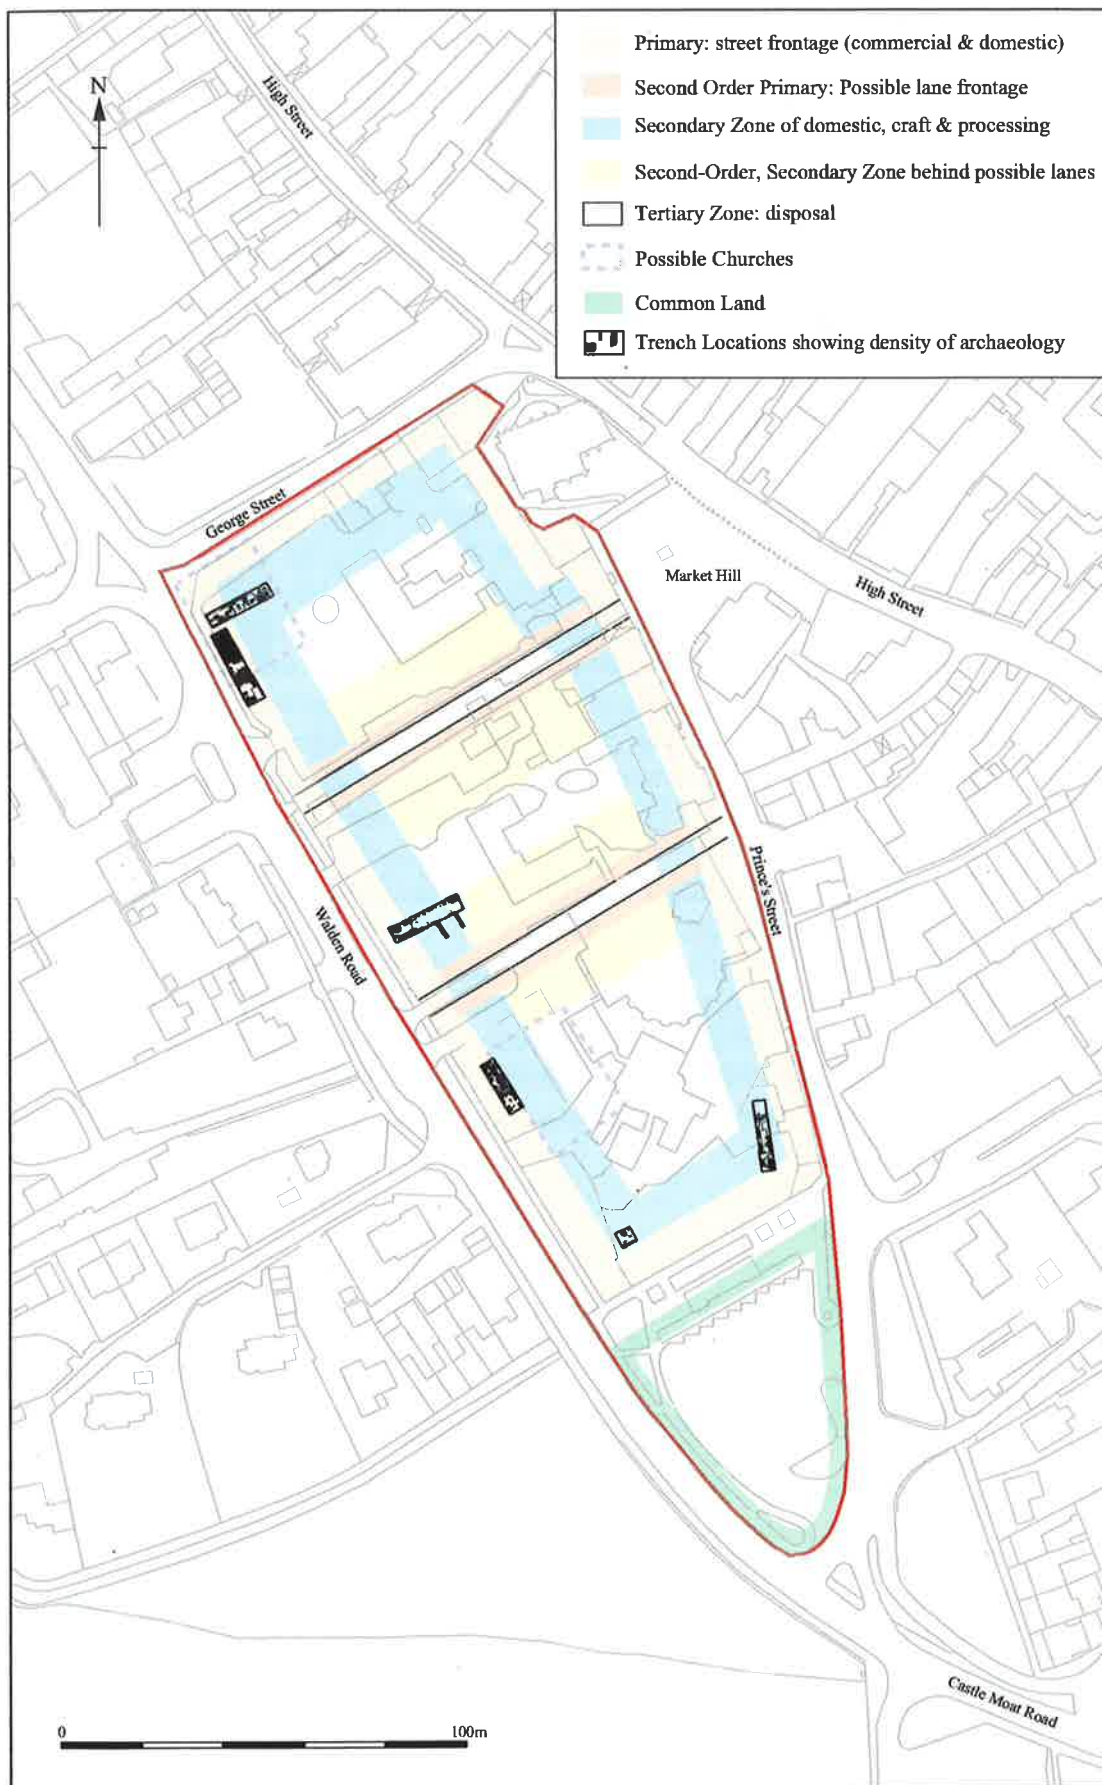 Primary: street frontage (commercial & domestic)
Second Order Primary: Possible lane frontage
Secondary Zone of domestic, craft & processing
Second-Order, Secondary Zone behind possible lanes
Tertiary Zone: disposal
Possible Churches
Common Land
Trench Locations showing density of archaeology
N
High Street
George Street
Market Hill
High Street
Prince's Street
Walden Road
Castle Moat Road
0
100m